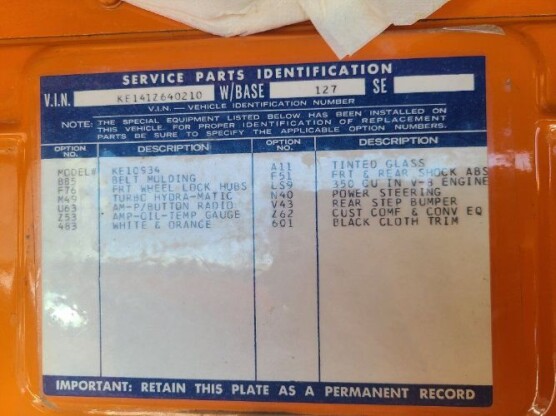 SERVICE PARTS IDENTIFICATION
V.I.N. KE141Z640210 W/BASE 127 SE
V.I.N. — VEHICLE IDENTIFICATION NUMBER
NOTE: THE SPECIAL EQUIPMENT LISTED BELOW HAS BEEN INSTALLED ON
THIS VEHICLE. FOR PROPER IDENTIFICATION OF REPLACEMENT
PARTS BE SURE TO SPECIFY THE APPLICABLE OPTION NUMBERS.
OPTION NO. DESCRIPTION OPTION NO. DESCRIPTION
MODEL# KE10934 A11 TINTED GLASS
B85 BELT MOLDING F51 FRT & REAR SHOCK ABS
F76 FRT WHEEL LOCK HUBS LS9 350 CU IN V-8 ENGINE
M49 TURBO HYDRA-MATIC N40 POWER STEERING
U63 AM-P/BUTTON RADIO V43 REAR STEP BUMPER
Z53 AMP-OIL-TEMP GAUGE Z62 CUST COMF & CONV EQ
483 WHITE & ORANGE 601 BLACK CLOTH TRIM
IMPORTANT: RETAIN THIS PLATE AS A PERMANENT RECORD